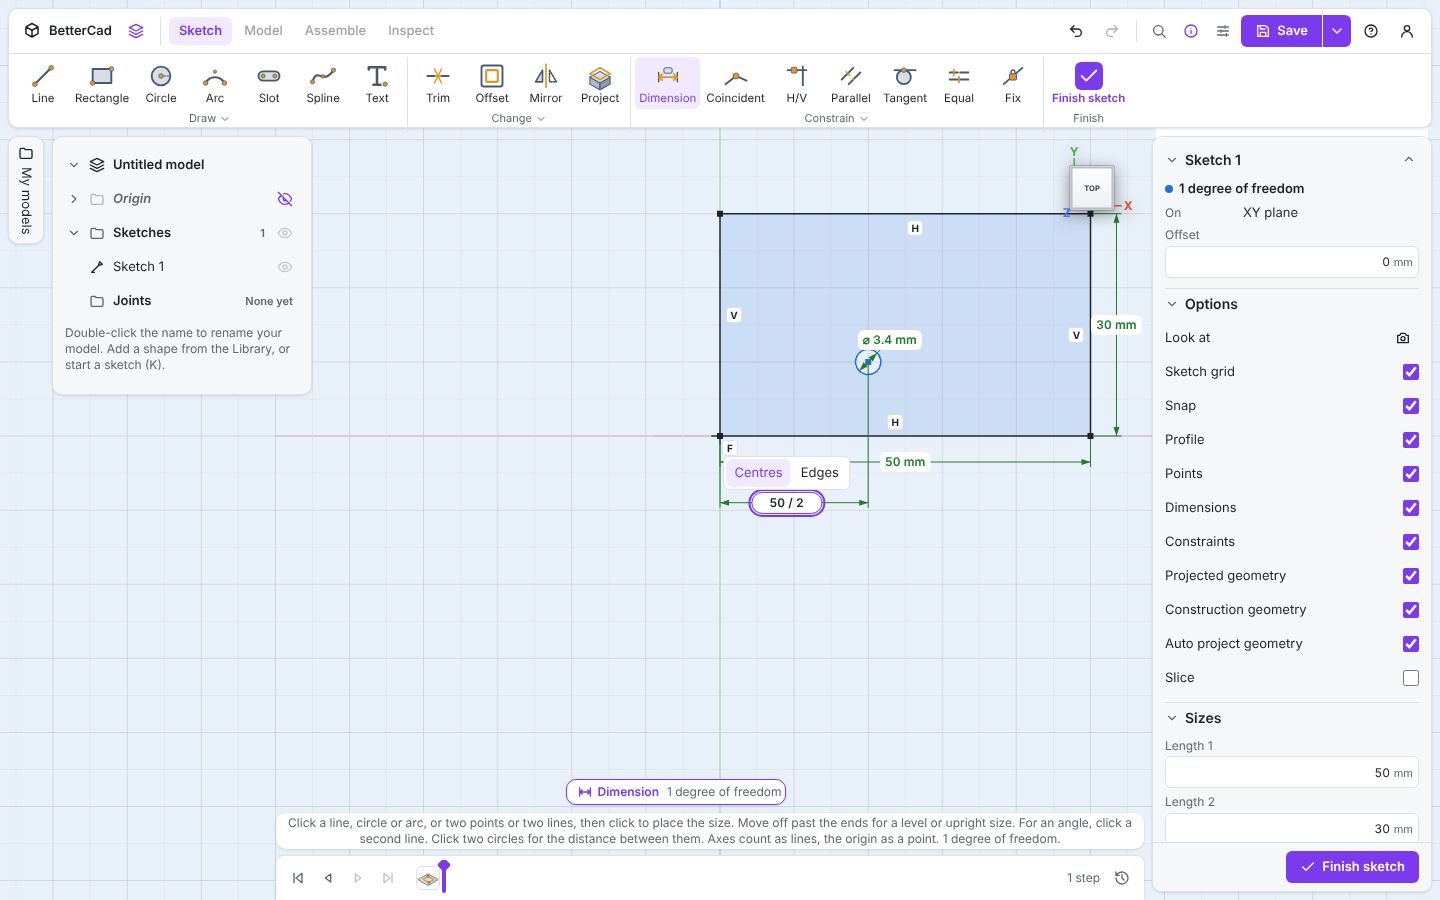 BetterCad
Sketch
Model
Assemble
Inspect
Save
Line
Rectangle
Circle
Arc
Slot
Spline
Text
Trim
Offset
Mirror
Project
Dimension
Coincident
H/V
Parallel
Tangent
Equal
Fix
Finish sketch
Draw
Change
Constrain
Finish
My models
Untitled model
Origin
Sketches 1
Sketch 1
Joints None yet
Double-click the name to rename your
model. Add a shape from the Library, or
start a sketch (K).
Y
TOP
Z
X
H
V
V
30 mm
⌀ 3.4 mm
H
F
50 mm
Centres Edges
50 / 2
Dimension 1 degree of freedom
Click a line, circle or arc, or two points or two lines, then click to place the size. Move off past the ends for a level or upright size. For an angle, click a
second line. Click two circles for the distance between them. Axes count as lines, the origin as a point. 1 degree of freedom.
1 step
Sketch 1
1 degree of freedom
On XY plane
Offset
0 mm
Options
Look at
Sketch grid
Snap
Profile
Points
Dimensions
Constraints
Projected geometry
Construction geometry
Auto project geometry
Slice
Sizes
Length 1
50 mm
Length 2
30 mm
Finish sketch